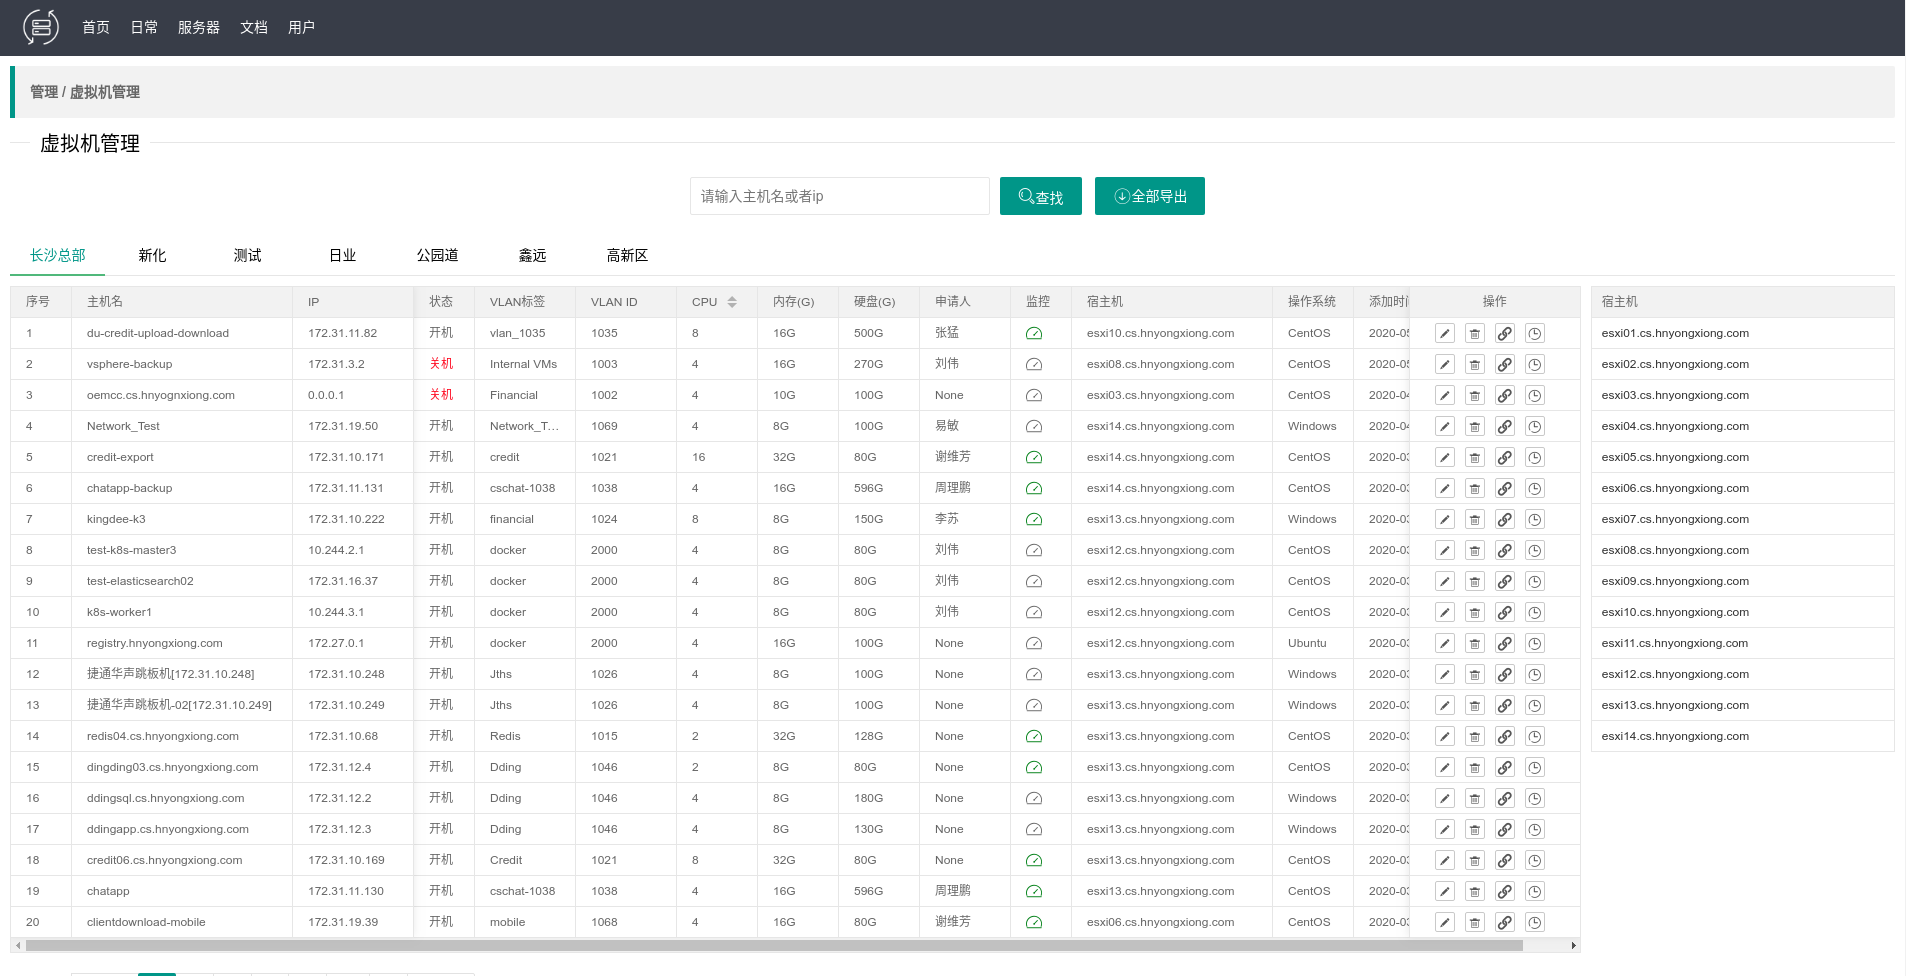 首页 日常 服务器 文档 用户
管理 / 虚拟机管理
虚拟机管理
请输入主机名或者ip 查找 全部导出
长沙总部 新化 测试 日业 公园道 鑫远 高新区
序号 主机名 IP 状态 VLAN标签 VLAN ID CPU 内存(G) 硬盘(G) 申请人 监控 宿主机 操作系统 添加时间 操作 宿主机
1 du-credit-upload-download 172.31.11.82 开机 vlan_1035 1035 8 16G 500G 张猛 esxi10.cs.hnyongxiong.com CentOS 2020-05 esxi01.cs.hnyongxiong.com
2 vsphere-backup 172.31.3.2 关机 Internal VMs 1003 4 16G 270G 刘伟 esxi08.cs.hnyongxiong.com CentOS 2020-05 esxi02.cs.hnyongxiong.com
3 oemcc.cs.hnyognxiong.com 0.0.0.1 关机 Financial 1002 4 10G 100G None esxi03.cs.hnyongxiong.com CentOS 2020-04 esxi03.cs.hnyongxiong.com
4 Network_Test 172.31.19.50 开机 Network_T... 1069 4 8G 100G 易敏 esxi14.cs.hnyongxiong.com Windows 2020-04 esxi04.cs.hnyongxiong.com
5 credit-export 172.31.10.171 开机 credit 1021 16 32G 80G 谢维芳 esxi14.cs.hnyongxiong.com CentOS 2020-03 esxi05.cs.hnyongxiong.com
6 chatapp-backup 172.31.11.131 开机 cschat-1038 1038 4 16G 596G 周理鹏 esxi14.cs.hnyongxiong.com CentOS 2020-03 esxi06.cs.hnyongxiong.com
7 kingdee-k3 172.31.10.222 开机 financial 1024 8 8G 150G 李苏 esxi13.cs.hnyongxiong.com Windows 2020-03 esxi07.cs.hnyongxiong.com
8 test-k8s-master3 10.244.2.1 开机 docker 2000 4 8G 80G 刘伟 esxi12.cs.hnyongxiong.com CentOS 2020-03 esxi08.cs.hnyongxiong.com
9 test-elasticsearch02 172.31.16.37 开机 docker 2000 4 8G 80G 刘伟 esxi12.cs.hnyongxiong.com CentOS 2020-03 esxi09.cs.hnyongxiong.com
10 k8s-worker1 10.244.3.1 开机 docker 2000 4 8G 80G 刘伟 esxi12.cs.hnyongxiong.com CentOS 2020-03 esxi10.cs.hnyongxiong.com
11 registry.hnyongxiong.com 172.27.0.1 开机 docker 2000 4 16G 100G None esxi12.cs.hnyongxiong.com Ubuntu 2020-03 esxi11.cs.hnyongxiong.com
12 捷通华声跳板机[172.31.10.248] 172.31.10.248 开机 Jths 1026 4 8G 100G None esxi13.cs.hnyongxiong.com Windows 2020-03 esxi12.cs.hnyongxiong.com
13 捷通华声跳板机-02[172.31.10.249] 172.31.10.249 开机 Jths 1026 4 8G 100G None esxi13.cs.hnyongxiong.com Windows 2020-03 esxi13.cs.hnyongxiong.com
14 redis04.cs.hnyongxiong.com 172.31.10.68 开机 Redis 1015 2 32G 128G None esxi13.cs.hnyongxiong.com CentOS 2020-03 esxi14.cs.hnyongxiong.com
15 dingding03.cs.hnyongxiong.com 172.31.12.4 开机 Dding 1046 2 8G 80G None esxi13.cs.hnyongxiong.com CentOS 2020-03
16 ddingsql.cs.hnyongxiong.com 172.31.12.2 开机 Dding 1046 4 8G 180G None esxi13.cs.hnyongxiong.com Windows 2020-03
17 ddingapp.cs.hnyongxiong.com 172.31.12.3 开机 Dding 1046 4 8G 130G None esxi13.cs.hnyongxiong.com Windows 2020-03
18 credit06.cs.hnyongxiong.com 172.31.10.169 开机 Credit 1021 8 32G 80G None esxi13.cs.hnyongxiong.com CentOS 2020-03
19 chatapp 172.31.11.130 开机 cschat-1038 1038 4 16G 596G 周理鹏 esxi13.cs.hnyongxiong.com CentOS 2020-03
20 clientdownload-mobile 172.31.19.39 开机 mobile 1068 4 16G 80G 谢维芳 esxi06.cs.hnyongxiong.com CentOS 2020-03